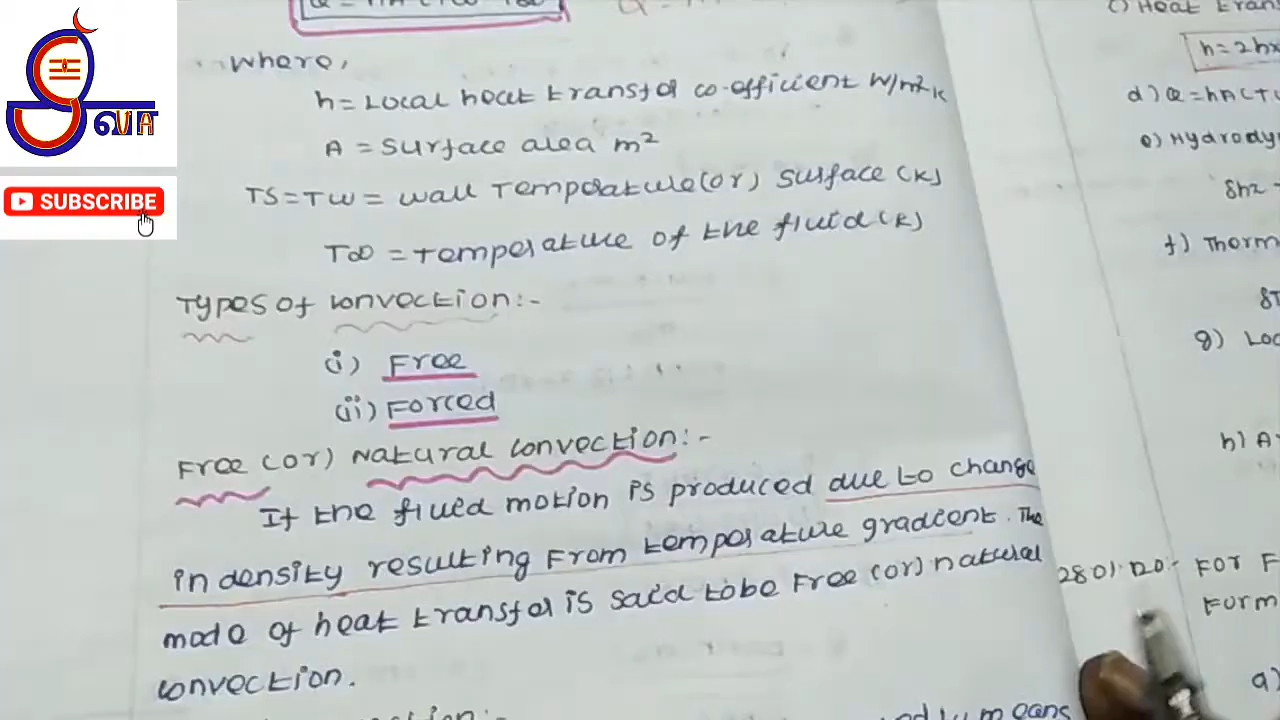 where,
h = Local heat transfer co-efficient W/m²K
A = Surface area m²
TS = TW = wall Temperature (or) Surface (K)
T∞ = Temperature of the fluid (K)
Types of convection:-
(i) Free
(ii) Forced
Free (or) Natural convection:-
If the fluid motion is produced due to change
in density resulting from temperature gradient. The
mode of heat transfer is said tobe Free (or) natural
convection.
means
h = 2hx
d) Q = hA (T
e) Hydrody
f) Therm
g) Loc
h) A
For F
Form
a)
வா
SUBSCRIBE